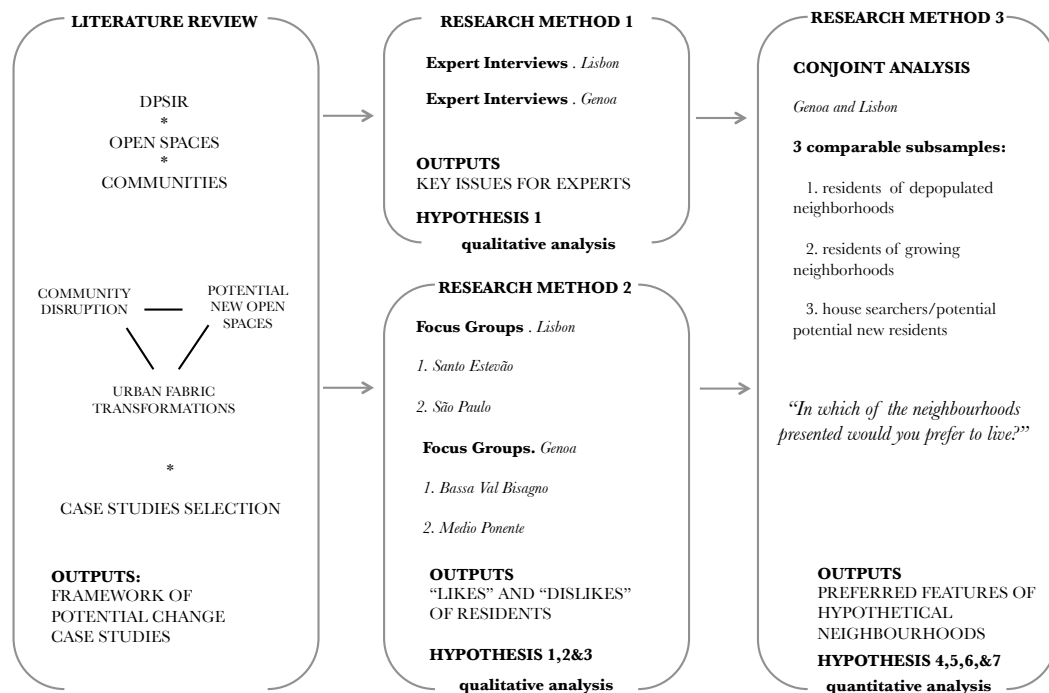 LITERATURE REVIEW
DPSIR
*
OPEN SPACES
*
COMMUNITIES
COMMUNITY
DISRUPTION
POTENTIAL
NEW OPEN
SPACES
URBAN FABRIC
TRANSFORMATIONS
*
CASE STUDIES SELECTION
OUTPUTS:
FRAMEWORK OF
POTENTIAL CHANGE
CASE STUDIES
RESEARCH METHOD 1
Expert Interviews . Lisbon
Expert Interviews . Genoa
OUTPUTS
KEY ISSUES FOR EXPERTS
HYPOTHESIS 1
qualitative analysis
RESEARCH METHOD 2
Focus Groups . Lisbon
1. Santo Estevão
2. São Paulo
Focus Groups. Genoa
1. Bassa Val Bisagno
2. Medio Ponente
OUTPUTS
“LIKES” AND “DISLIKES”
OF RESIDENTS
HYPOTHESIS 1,2&3
qualitative analysis
RESEARCH METHOD 3
CONJOINT ANALYSIS
Genoa and Lisbon
3 comparable subsamples:
1. residents of depopulated
neighborhoods
2. residents of growing
neighborhoods
3. house searchers/potential
potential new residents
“In which of the neighbourhoods
presented would you prefer to live?”
OUTPUTS
PREFERRED FEATURES OF
HYPOTHETICAL
NEIGHBOURHOODS
HYPOTHESIS 4,5,6,&7
quantitative analysis